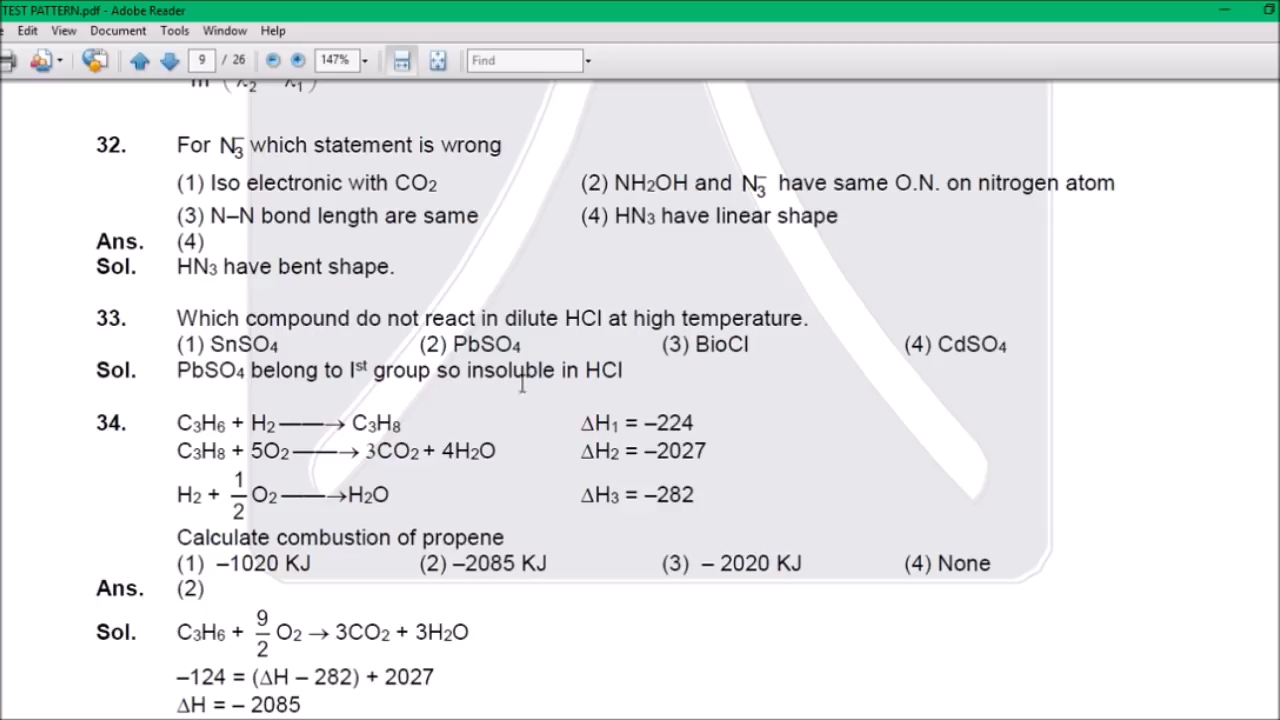 TEST PATTERN.pdf - Adobe Reader
Edit View Document Tools Window Help
9 / 26 147% Find
32. For N₃⁻ which statement is wrong
(1) Iso electronic with CO₂ (2) NH₂OH and N₃⁻ have same O.N. on nitrogen atom
(3) N–N bond length are same (4) HN₃ have linear shape
Ans. (4)
Sol. HN₃ have bent shape.
33. Which compound do not react in dilute HCl at high temperature.
(1) SnSO₄ (2) PbSO₄ (3) BioCl (4) CdSO₄
Sol. PbSO₄ belong to Iˢᵗ group so insoluble in HCl
34. C₃H₆ + H₂ ——→ C₃H₈ ΔH₁ = –224
C₃H₈ + 5O₂ ——→ 3CO₂ + 4H₂O ΔH₂ = –2027
H₂ + 1/2 O₂ ——→ H₂O ΔH₃ = –282
Calculate combustion of propene
(1) –1020 KJ (2) –2085 KJ (3) – 2020 KJ (4) None
Ans. (2)
Sol. C₃H₆ + 9/2 O₂ → 3CO₂ + 3H₂O
–124 = (ΔH – 282) + 2027
ΔH = – 2085